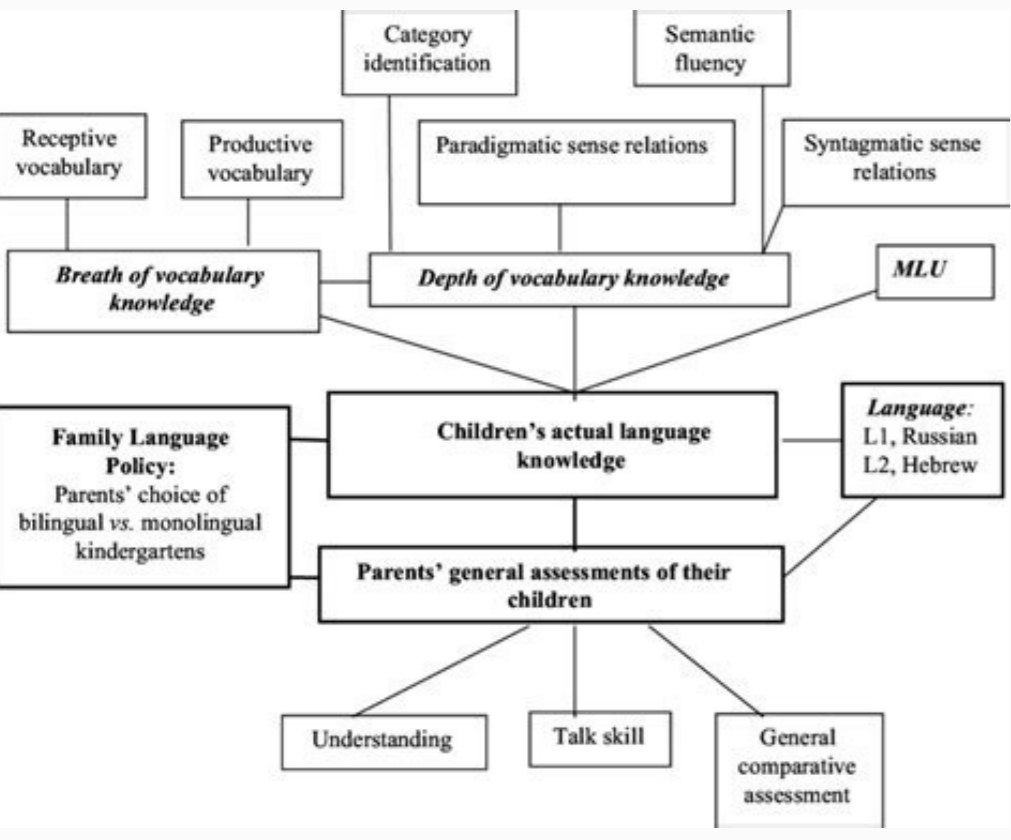 Category
identification
Semantic
fluency
Receptive
vocabulary
Productive
vocabulary
Paradigmatic sense relations
Syntagmatic sense
relations
Breath of vocabulary
knowledge
Depth of vocabulary knowledge
MLU
Family Language
Policy:
Parents’ choice of
bilingual vs. monolingual
kindergartens
Children’s actual language
knowledge
Language:
L1, Russian
L2, Hebrew
Parents’ general assessments of their
children
Understanding
Talk skill
General
comparative
assessment